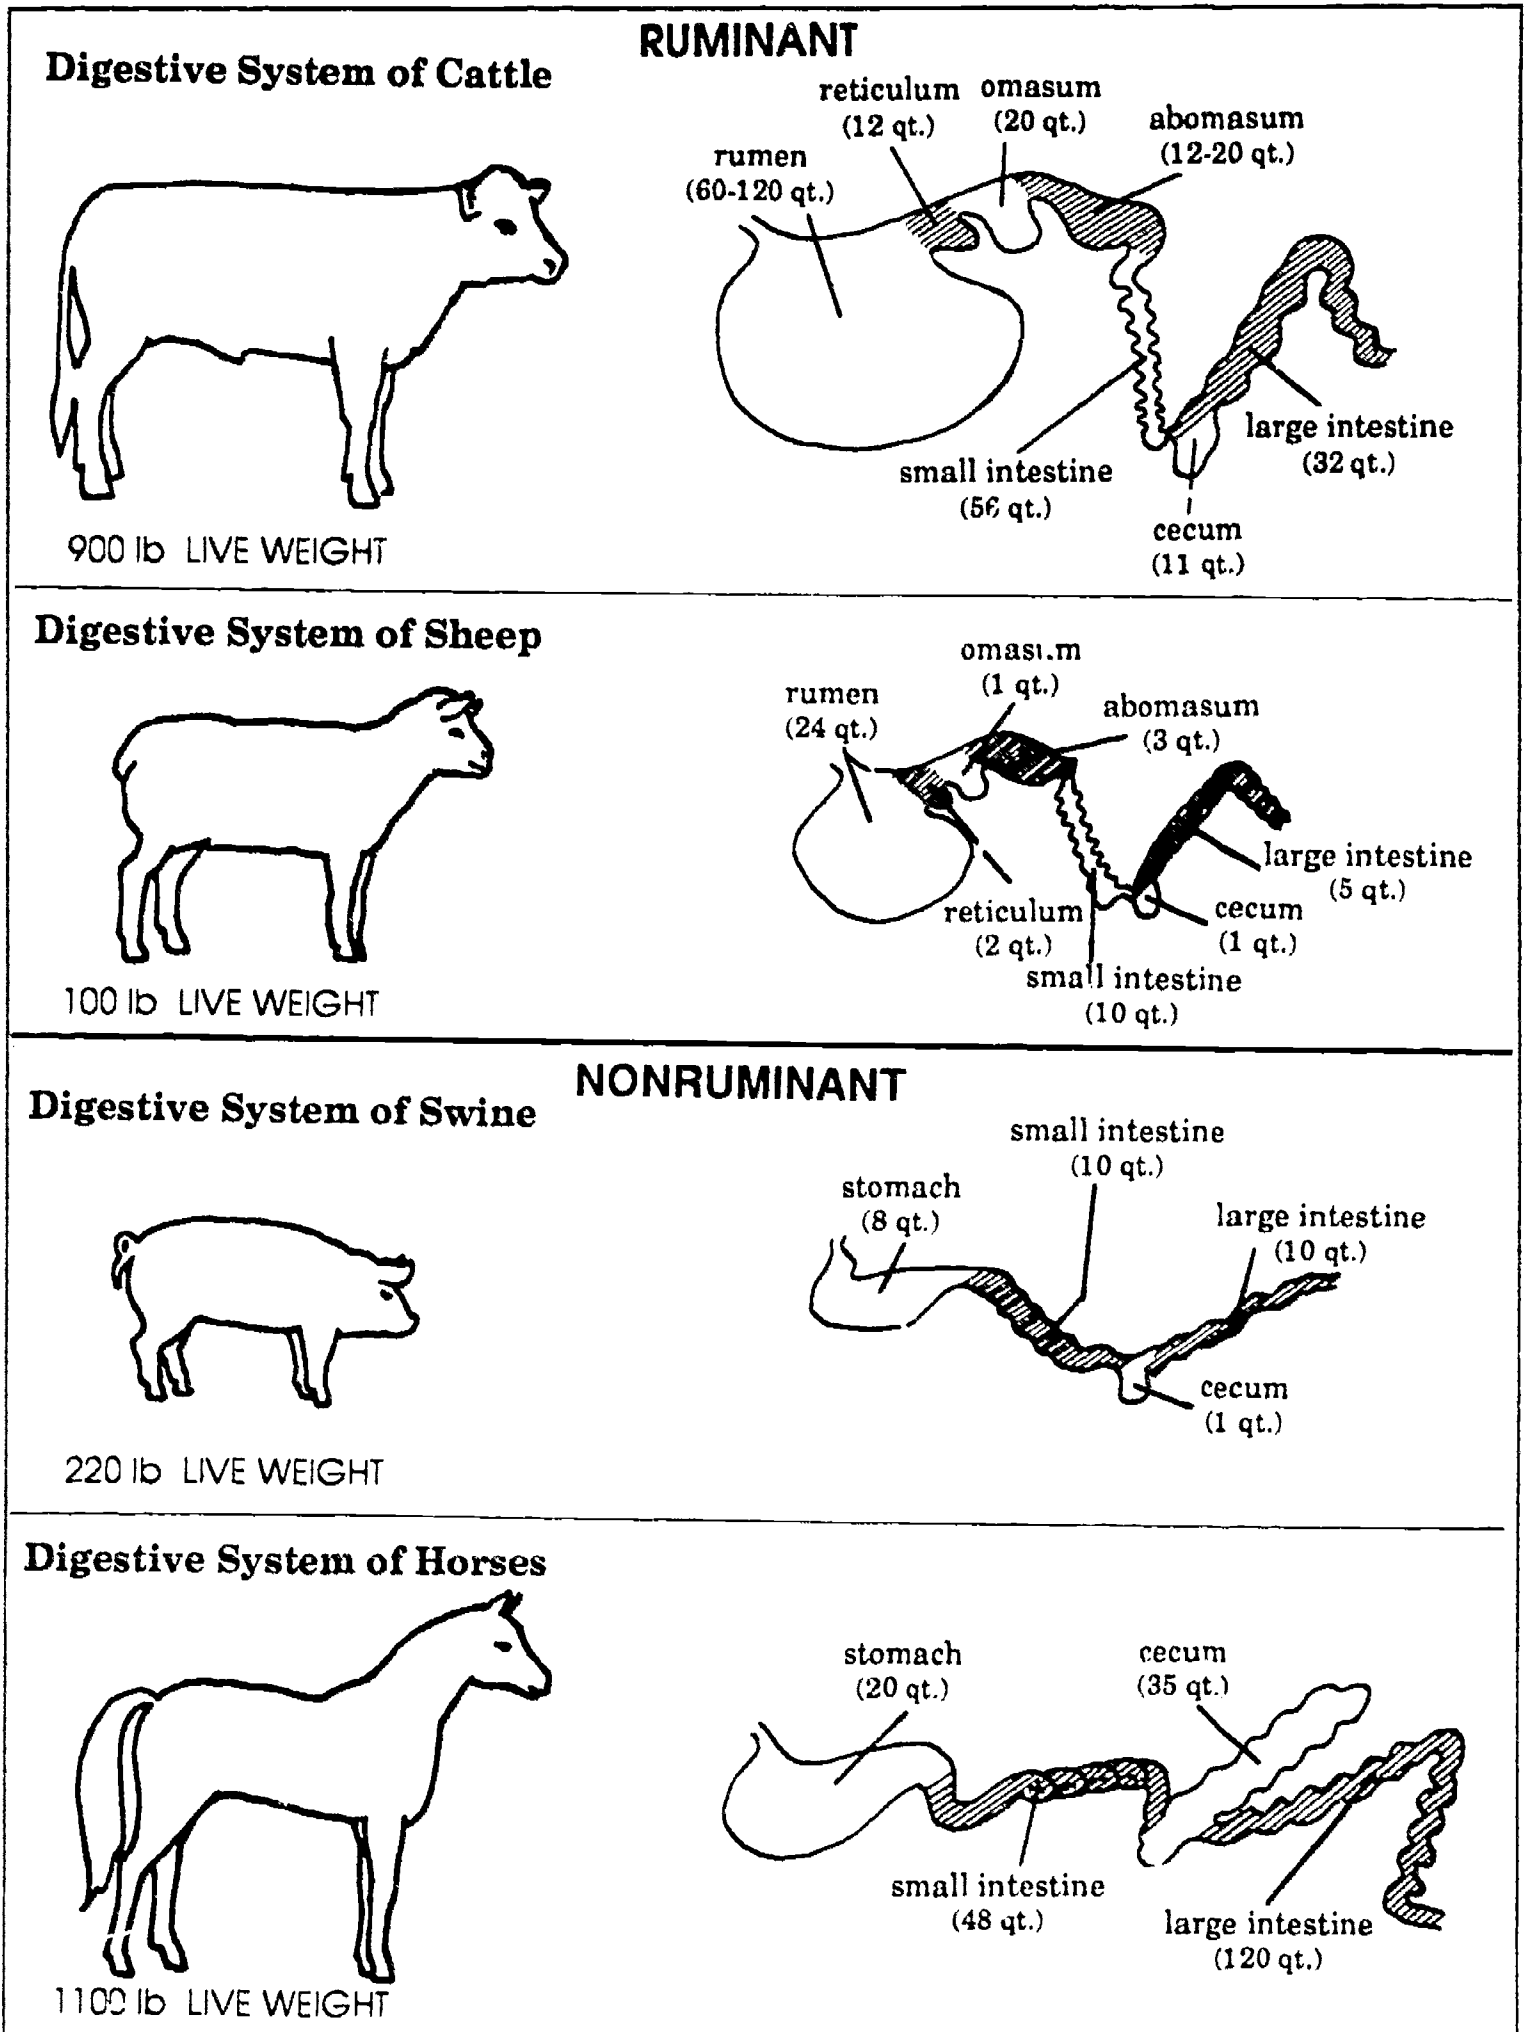 RUMINANT
Digestive System of Cattle
reticulum
(12 qt.)
omasum
(20 qt.)
abomasum
(12-20 qt.)
rumen
(60-120 qt.)
large intestine
(32 qt.)
small intestine
(56 qt.)
cecum
(11 qt.)
900 lb LIVE WEIGHT
Digestive System of Sheep
omasum
(1 qt.)
rumen
(24 qt.)
abomasum
(3 qt.)
large intestine
(5 qt.)
reticulum
(2 qt.)
cecum
(1 qt.)
small intestine
(10 qt.)
100 lb LIVE WEIGHT
NONRUMINANT
Digestive System of Swine
small intestine
(10 qt.)
stomach
(8 qt.)
large intestine
(10 qt.)
cecum
(1 qt.)
220 lb LIVE WEIGHT
Digestive System of Horses
stomach
(20 qt.)
cecum
(35 qt.)
small intestine
(48 qt.)
large intestine
(120 qt.)
1100 lb LIVE WEIGHT